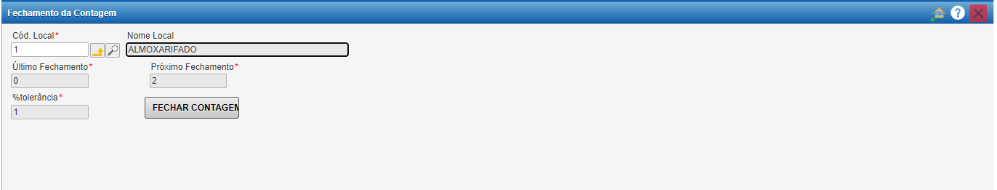 Fechamento da Contagem
?
Cód. Local* Nome Local
1 ALMOXARIFADO
Último Fechamento* Próximo Fechamento*
0 2
%tolerância*
1 FECHAR CONTAGEM